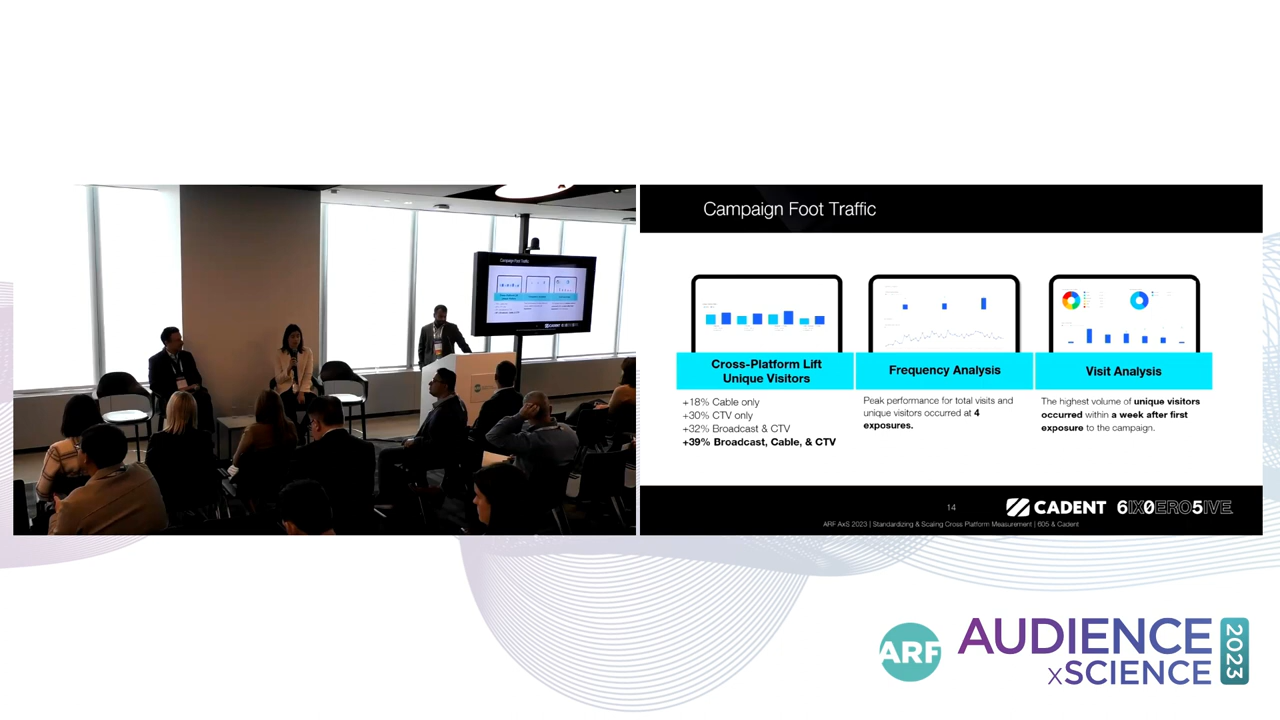 Campaign Foot Traffic
Campaign Foot Traffic
Cross-Platform Lift
Unique Visitors
+18% Cable only
+30% CTV only
+32% Broadcast & CTV
+39% Broadcast, Cable, & CTV
Frequency Analysis
Peak performance for total visits and
unique visitors occurred at 4
exposures.
Visit Analysis
The highest volume of unique visitors
occurred within a week after first
exposure to the campaign.
14
CADENT
6IX0ERO5IVE
ARF AxS 2023 | Standardizing & Scaling Cross Platform Measurement | 605 & Cadent
ARF
AUDIENCE
xSCIENCE
2023